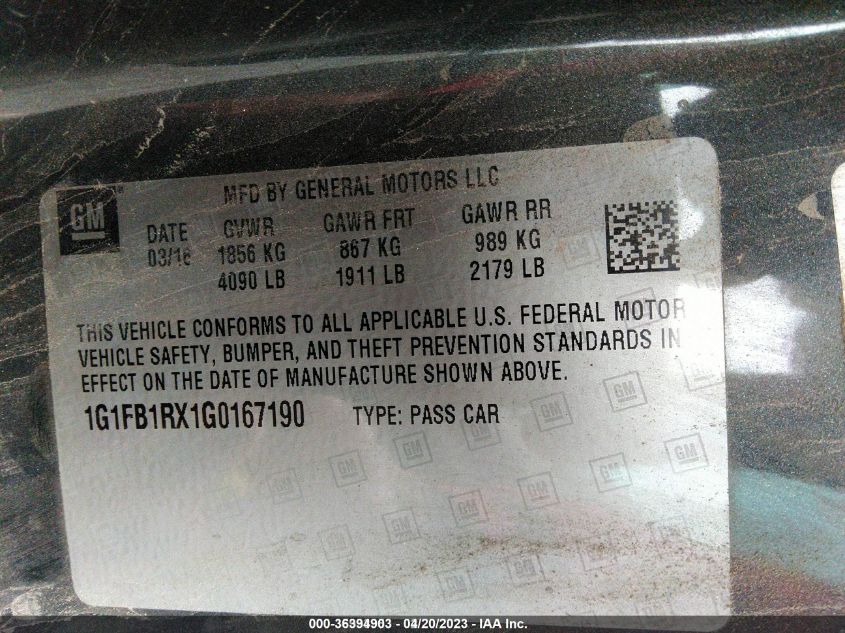 MFD BY GENERAL MOTORS LLC
GM
DATE GVWR GAWR FRT GAWR RR
03/16 1856 KG 867 KG 989 KG
4090 LB 1911 LB 2179 LB
THIS VEHICLE CONFORMS TO ALL APPLICABLE U.S. FEDERAL MOTOR
VEHICLE SAFETY, BUMPER, AND THEFT PREVENTION STANDARDS IN
EFFECT ON THE DATE OF MANUFACTURE SHOWN ABOVE.
1G1FB1RX1G0167190 TYPE: PASS CAR
000-36394903 - 04/20/2023 - IAA Inc.